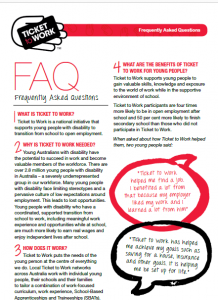 TICKET
TO
WORK
Frequently Asked Questions
FAQ
Frequently Asked Questions
1 WHAT IS TICKET TO WORK?
Ticket to Work is a national initiative that
supports young people with disability to
transition from school to open employment.
2 WHY IS TICKET TO WORK NEEDED?
Young Australians with disability have
the potential to succeed in work and become
valuable members of the workforce. There are
over 2.8 million young people with disability
in Australia – a severely underrepresented
group in our workforce. Many young people
with disability face limiting stereotypes and a
pervasive culture of low expectations around
employment. This leads to lost opportunities.
Young people with disability who have a
coordinated, supported transition from
school to work, including meaningful work
experience and opportunities while at school,
are much more likely to earn real wages and
enjoy independent lives after school.
3 HOW DOES IT WORK?
Ticket to Work puts the needs of the
young person at the centre of everything
we do. Local Ticket to Work networks
across Australia work with individual young
people, their schools and their employers
to tailor a combination of work-focused
curriculum, work experience, School-Based
Apprenticeships and Traineeships (SBATs),
4 WHAT ARE THE BENEFITS OF TICKET
TO WORK FOR YOUNG PEOPLE?
Ticket to Work supports young people to
gain valuable skills, knowledge and exposure
to the world of work while in the supportive
environment of school.
Ticket to Work participants are four times
more likely to be in open employment after
school and 50 per cent more likely to finish
secondary school than those who did not
participate in Ticket to Work.
When asked about how Ticket to Work helped
them, two young people said:
"Ticket to work
helped me find a job.
I benefited a lot from
that because my employer
liked my work and I
learned a lot from him"
"Ticket to work has helped
me achieve my goals such as
saving for a house, insurance
and other goals. It is helping
me be set up for life"